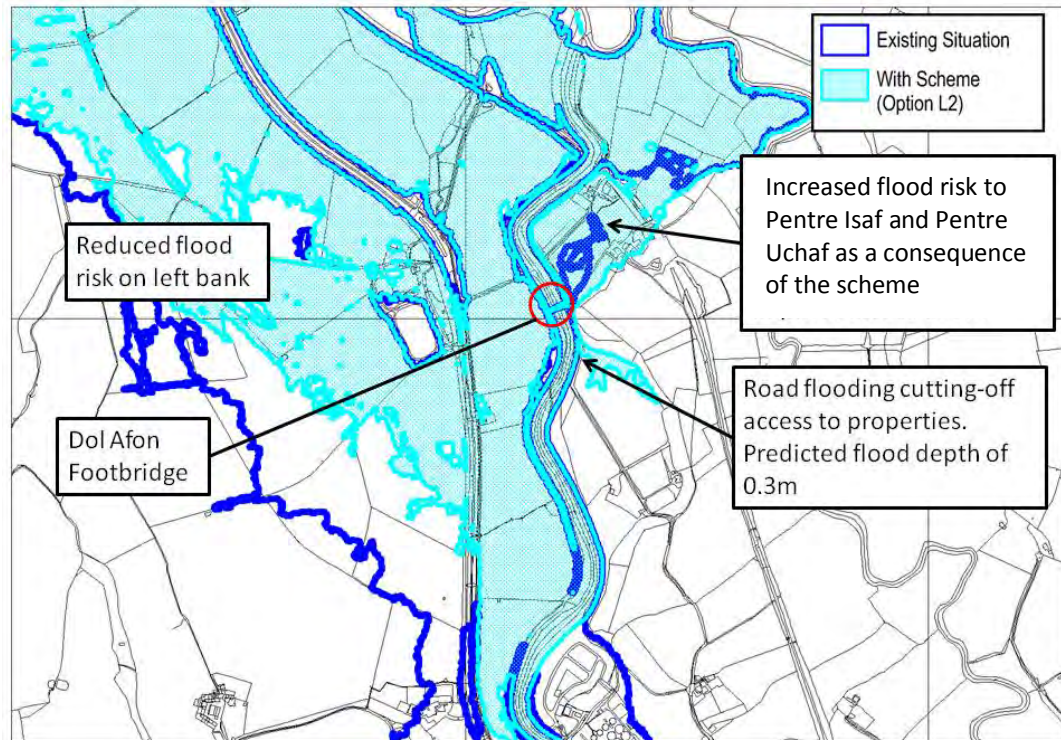 Existing Situation
With Scheme
(Option L2)
Increased flood risk to
Pentre Isaf and Pentre
Uchaf as a consequence
of the scheme
.
Reduced flood
risk on left bank
Road flooding cutting-off
access to properties.
Predicted flood depth of
0.3m
Dol Afon
Footbridge